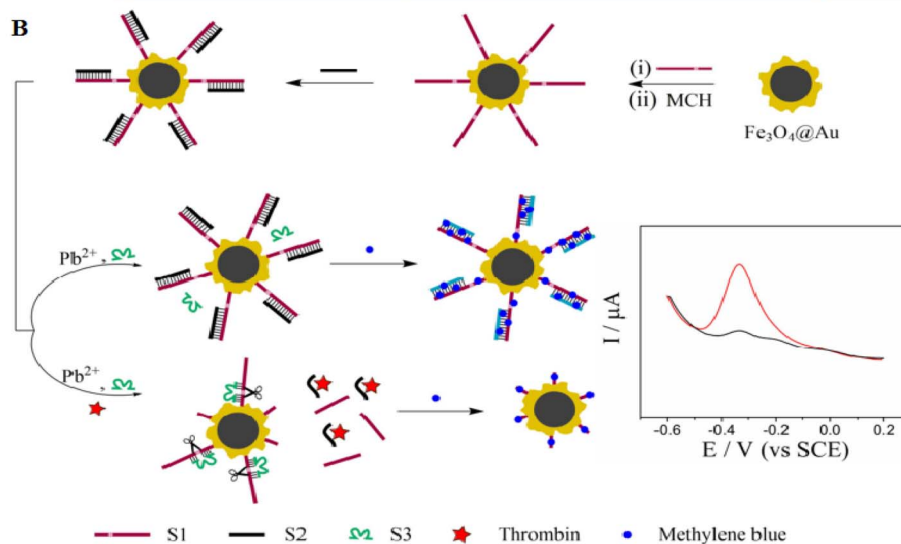 B
(i)
(ii) MCH
Fe₃O₄@Au
Pb²⁺,
Pb²⁺,
I / μA
-0.6 -0.4 -0.2 0.0 0.2
E / V (vs SCE)
S1 S2 S3 Thrombin Methylene blue